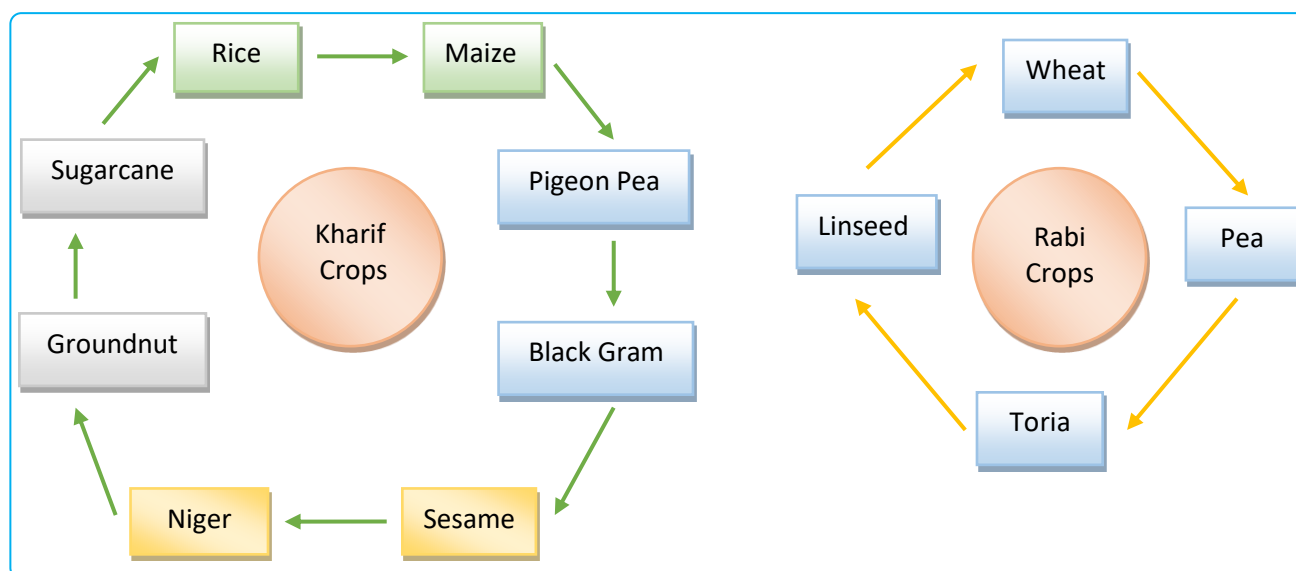 Rice
Maize
Pigeon Pea
Black Gram
Sesame
Niger
Groundnut
Sugarcane
Kharif
Crops
Wheat
Pea
Toria
Linseed
Rabi
Crops